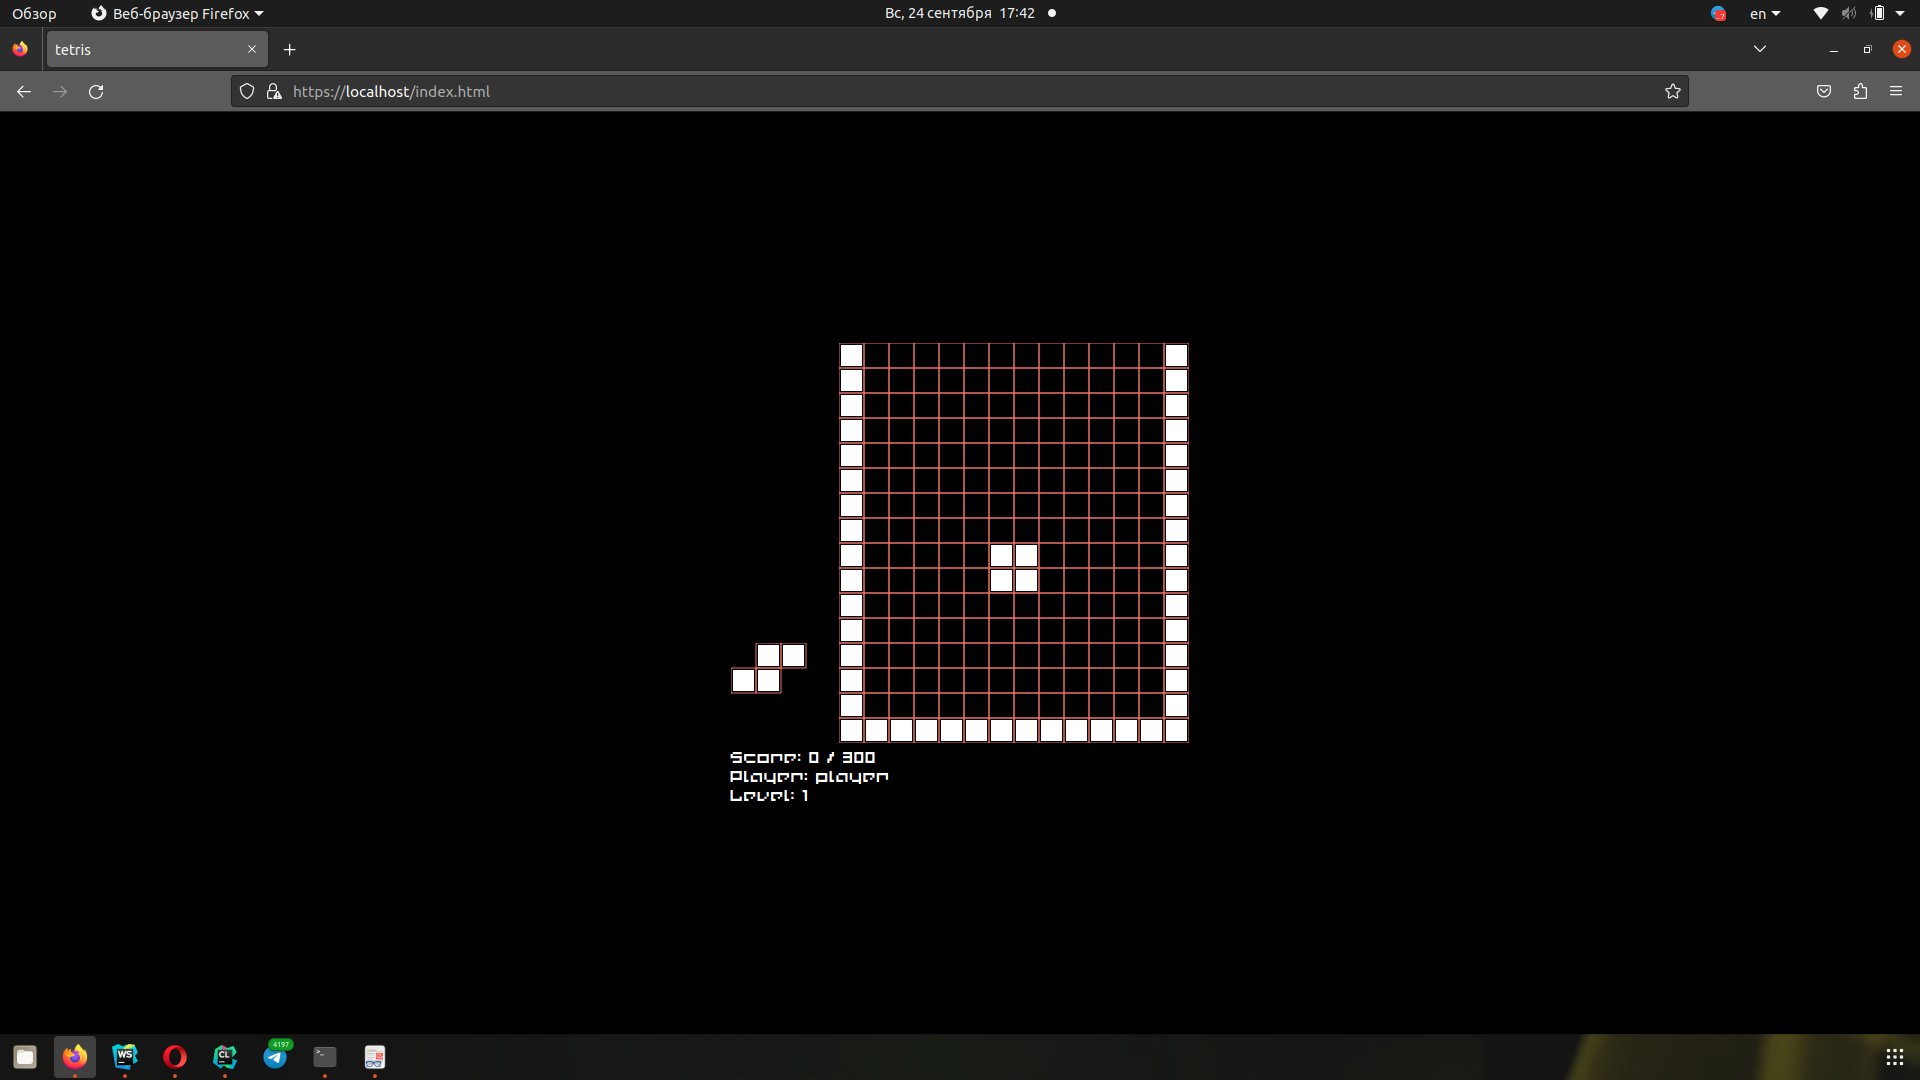 Обзор
Веб-браузер Firefox
Вс, 24 сентября 17:42
en
tetris
https://localhost/index.html
Score: 0 / 300
Player: player
Level: 1
WS
CL
4197